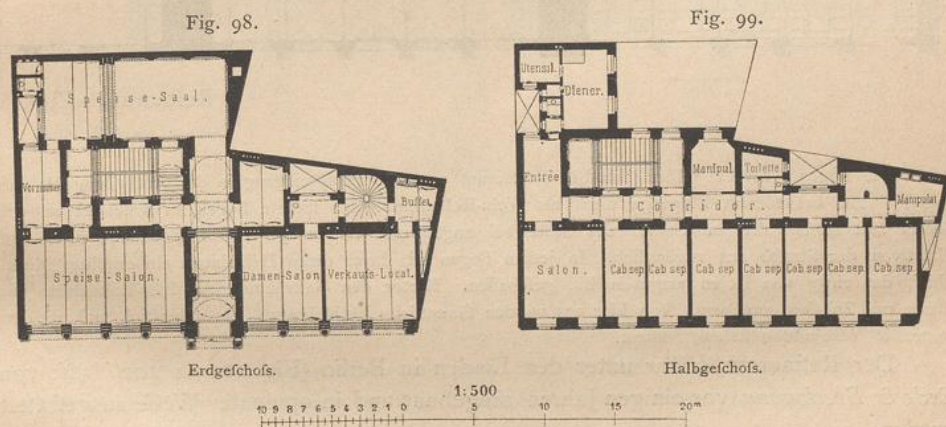 Fig. 98.
Fig. 99.
Speise-Saal.
Vorzimmer
Buffet
Speise-Salon.
Damen-Salon
Verkaufs-Local.
Erdgeſchoſs.
Utensil.
Diener.
Entrée
Manipul.
Toilette
Corridor.
Manipulat
Salon.
Cab sep.
Cab sep.
Cab sep.
Cab sep.
Cab sep.
Cab sep.
Cab sep.
Halbgeſchoſs.
1:500
10 9 8 7 6 5 4 3 2 1 0 5 10 15 20m